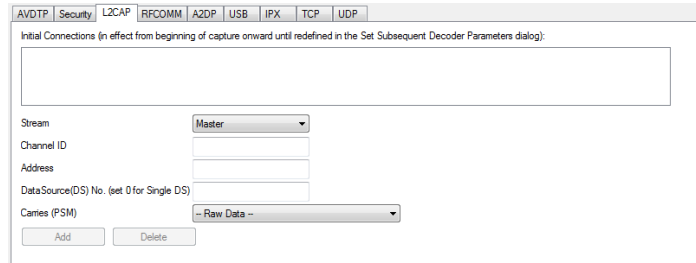 AVDTP Security L2CAP RFCOMM A2DP USB IPX TCP UDP
Initial Connections (in effect from beginning of capture onward until redefined in the Set Subsequent Decoder Parameters dialog):
Stream Master
Channel ID
Address
DataSource(DS) No. (set 0 for Single DS)
Carries (PSM) -- Raw Data --
Add Delete